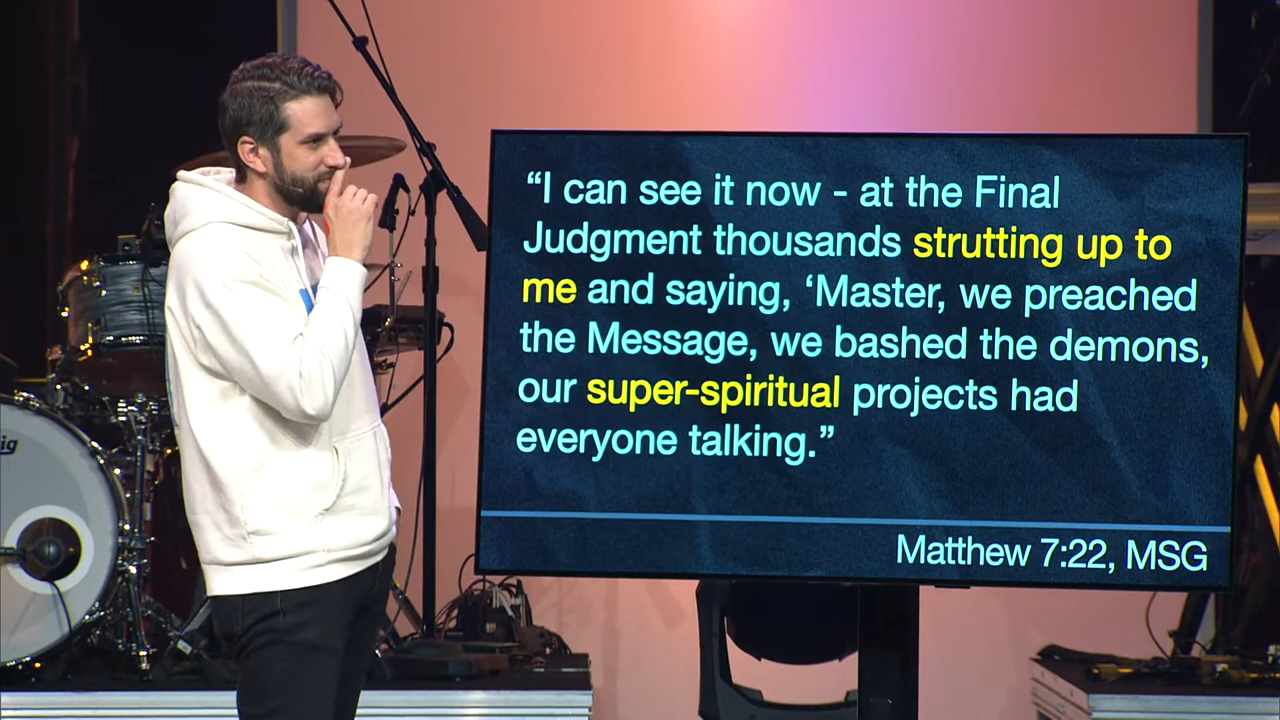 “I can see it now - at the Final
Judgment thousands strutting up to
me and saying, ‘Master, we preached
the Message, we bashed the demons,
our super-spiritual projects had
everyone talking.”
Matthew 7:22, MSG